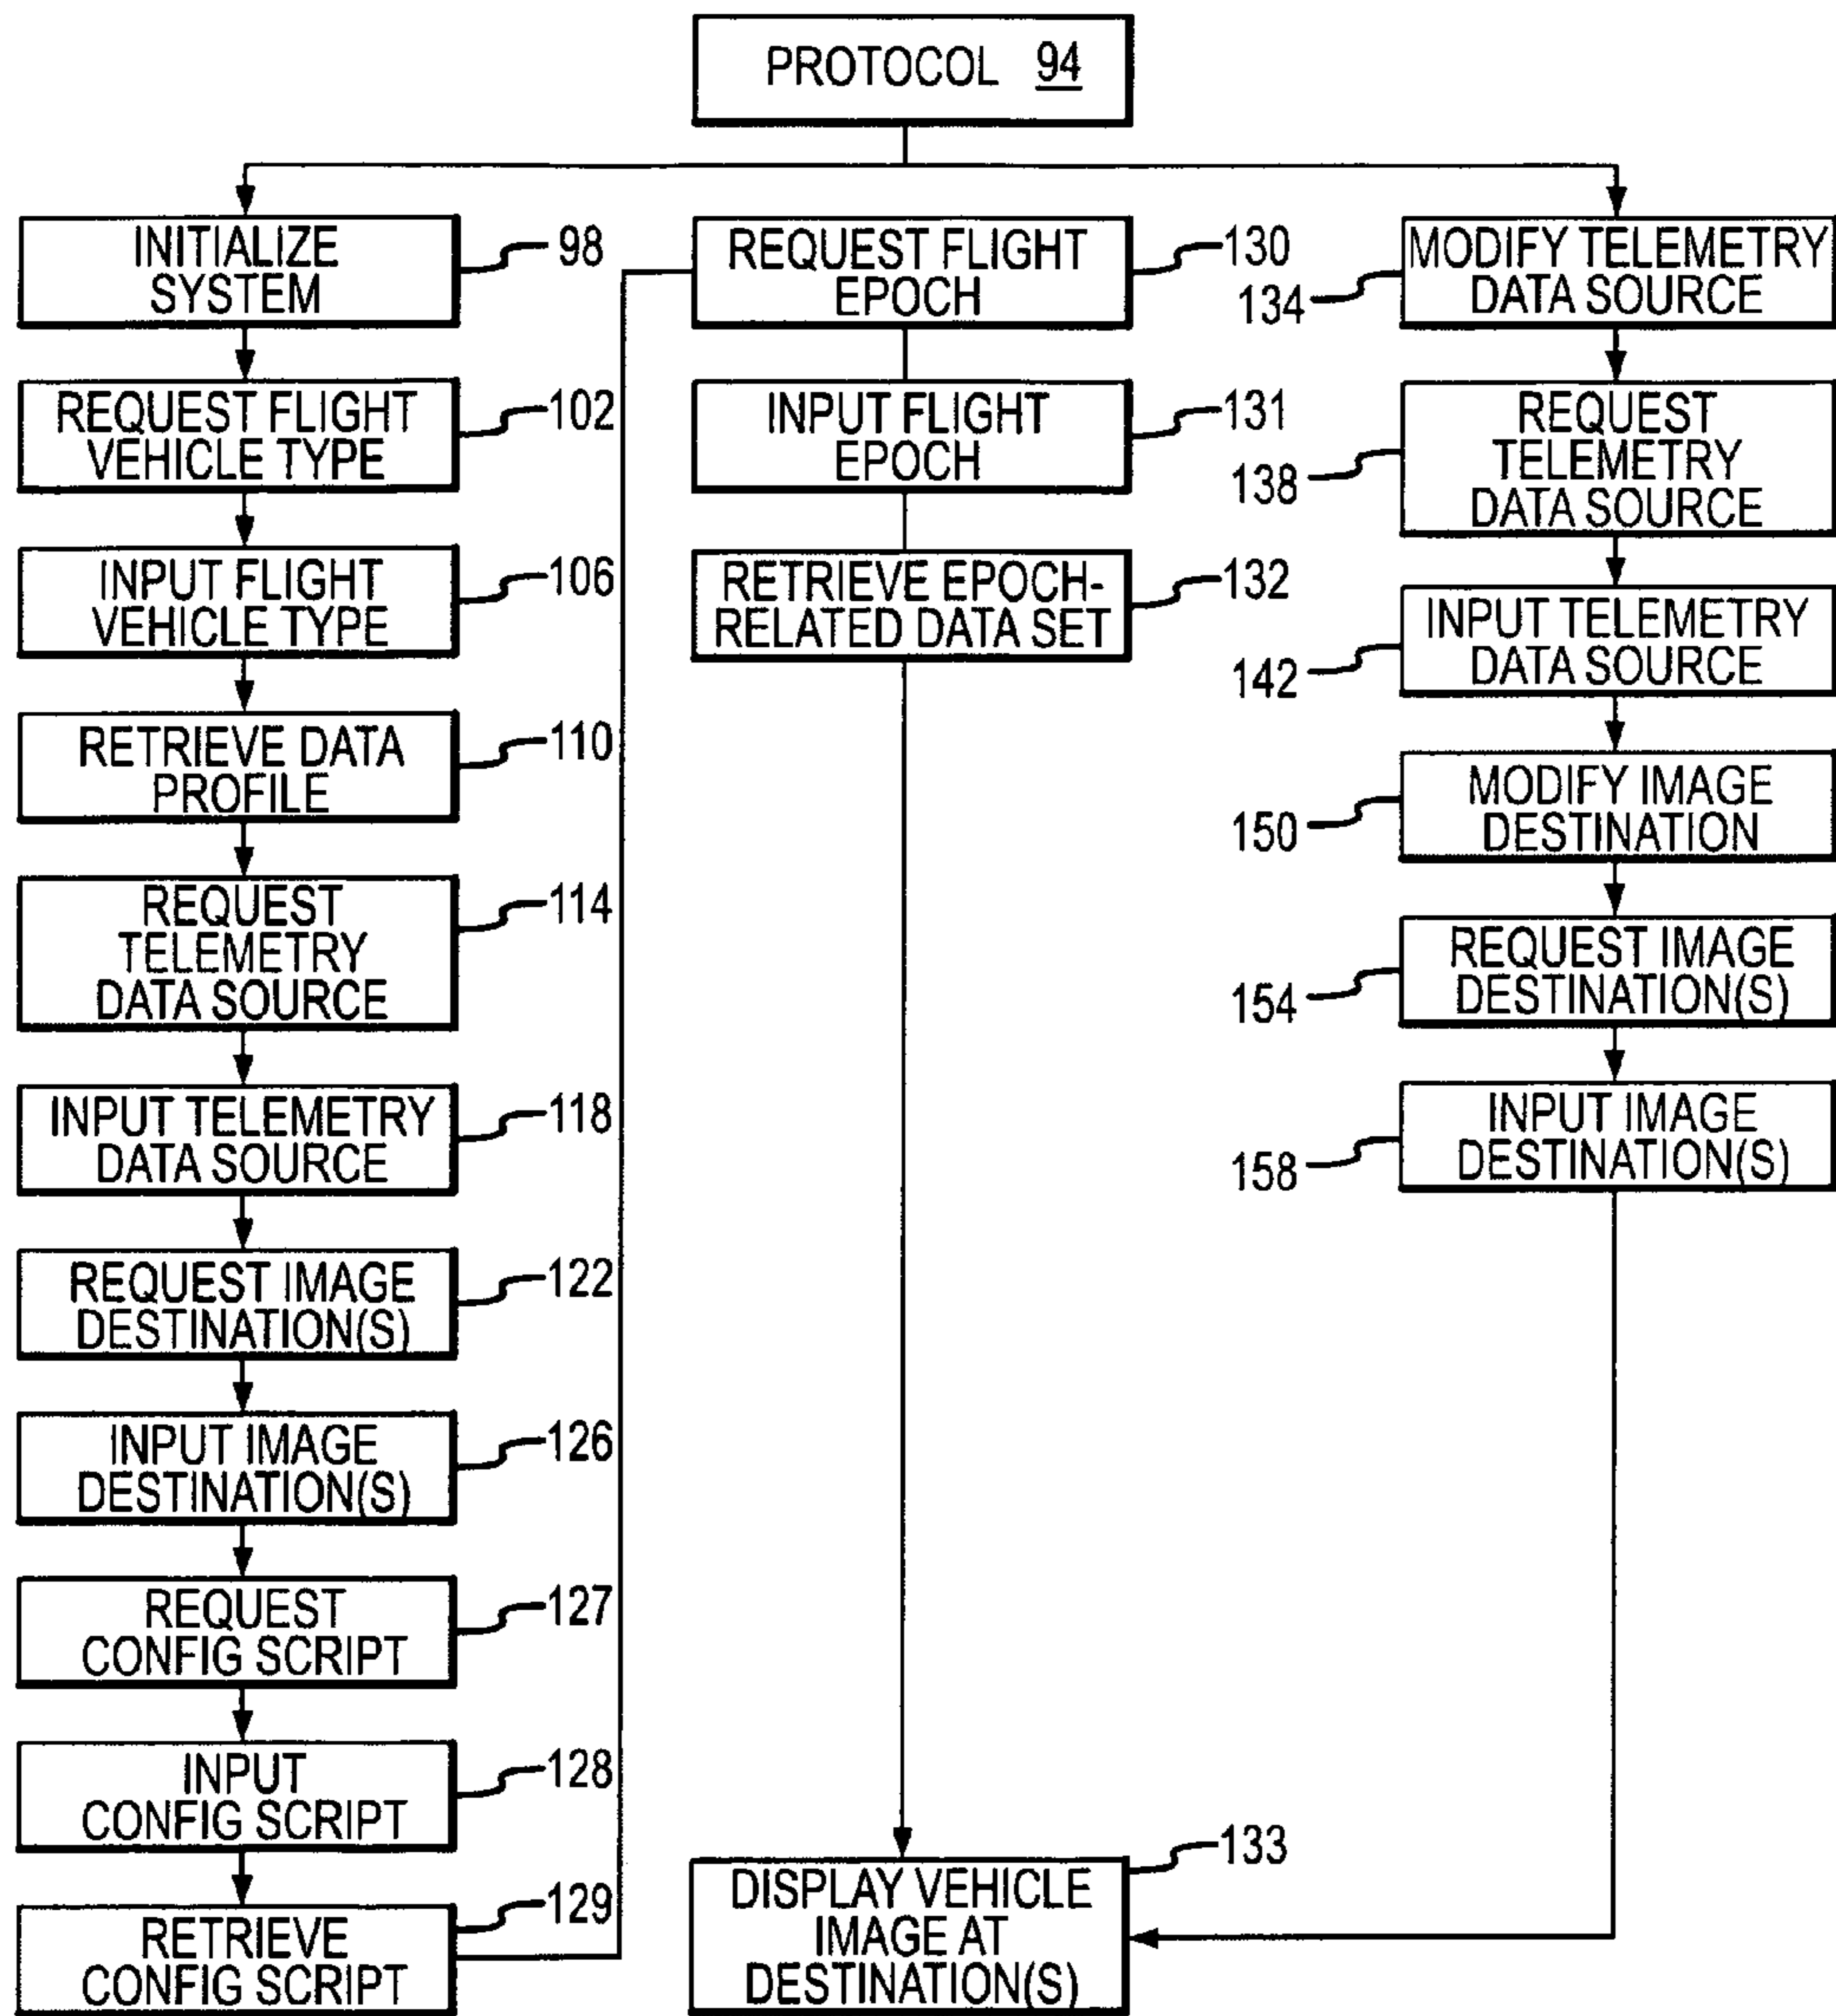 PROTOCOL 94
INITIALIZE
SYSTEM
98
REQUEST FLIGHT
VEHICLE TYPE
102
INPUT FLIGHT
VEHICLE TYPE
106
RETRIEVE DATA
PROFILE
110
REQUEST
TELEMETRY
DATA SOURCE
114
INPUT TELEMETRY
DATA SOURCE
118
REQUEST IMAGE
DESTINATION(S)
122
INPUT IMAGE
DESTINATION(S)
126
REQUEST
CONFIG SCRIPT
127
INPUT
CONFIG SCRIPT
128
RETRIEVE
CONFIG SCRIPT
129
REQUEST FLIGHT
EPOCH
130
INPUT FLIGHT
EPOCH
131
RETRIEVE EPOCH-
RELATED DATA SET
132
DISPLAY VEHICLE
IMAGE AT
DESTINATION(S)
133
MODIFY TELEMETRY
DATA SOURCE
134
REQUEST
TELEMETRY
DATA SOURCE
138
INPUT TELEMETRY
DATA SOURCE
142
MODIFY IMAGE
DESTINATION
150
REQUEST IMAGE
DESTINATION(S)
154
INPUT IMAGE
DESTINATION(S)
158